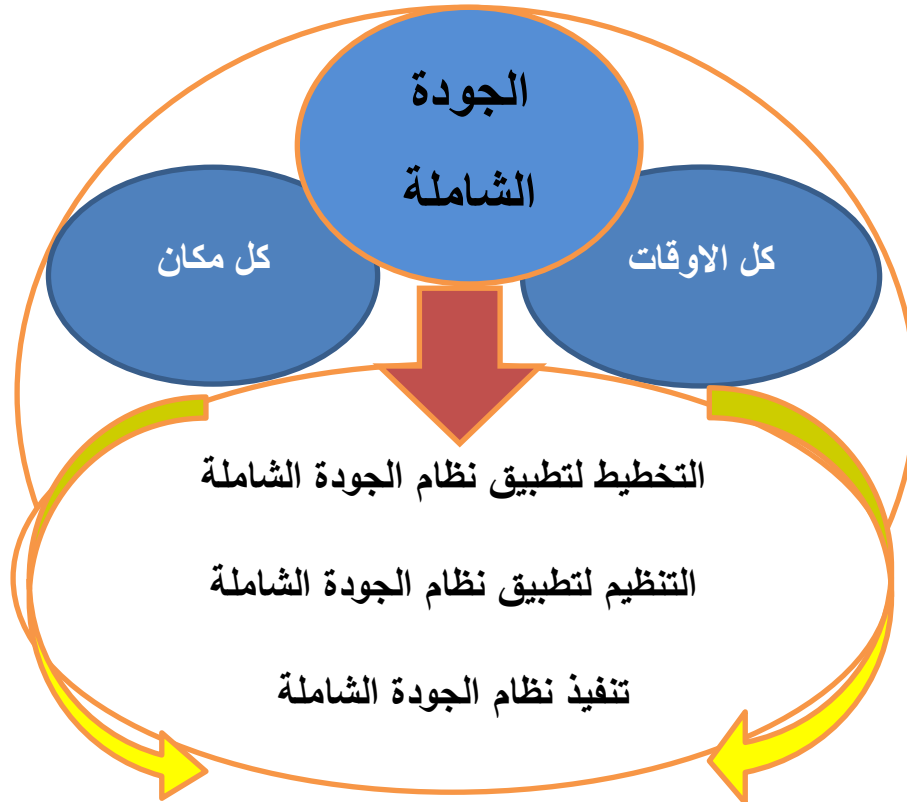 الجودة
الشاملة
كل الاوقات
كل مكان
التخطيط لتطبيق نظام الجودة الشاملة
التنظيم لتطبيق نظام الجودة الشاملة
تنفيذ نظام الجودة الشاملة